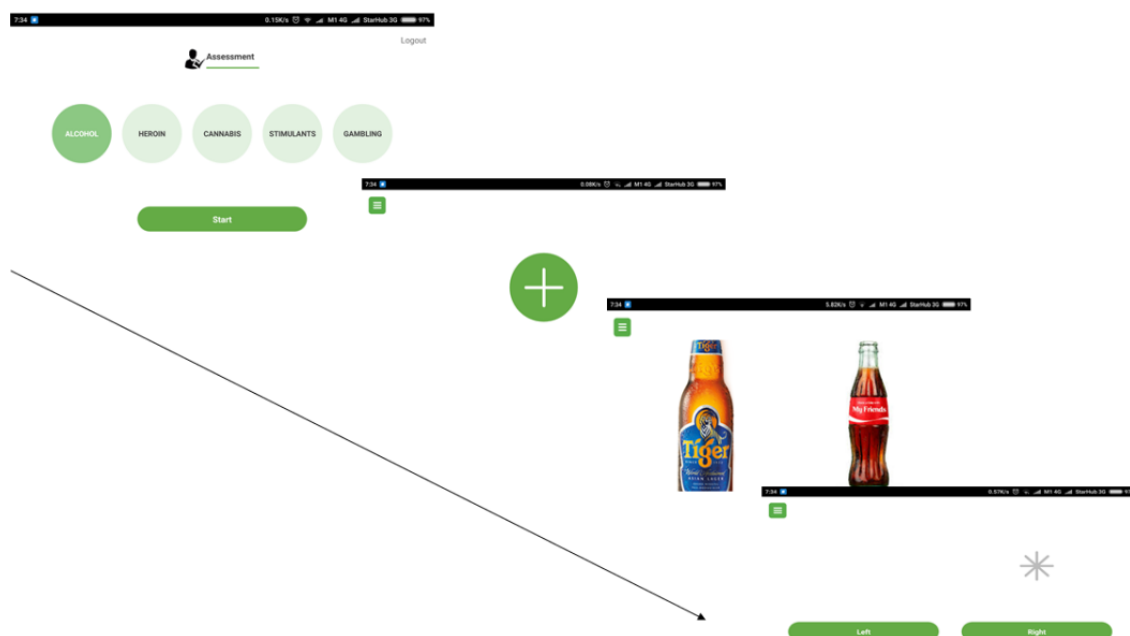 7:34 0.15K/s M1 4G StarHub 3G 97%
Logout
Assessment
ALCOHOL HEROIN CANNABIS STIMULANTS GAMBLING
Start
7:34 0.08K/s M1 4G StarHub 3G 97%
7:34 5.82K/s M1 4G StarHub 3G 97%
Tiger
My Friends
Tiger
ASIAN LAGER
7:34 0.57K/s M1 4G StarHub 3G
Left Right